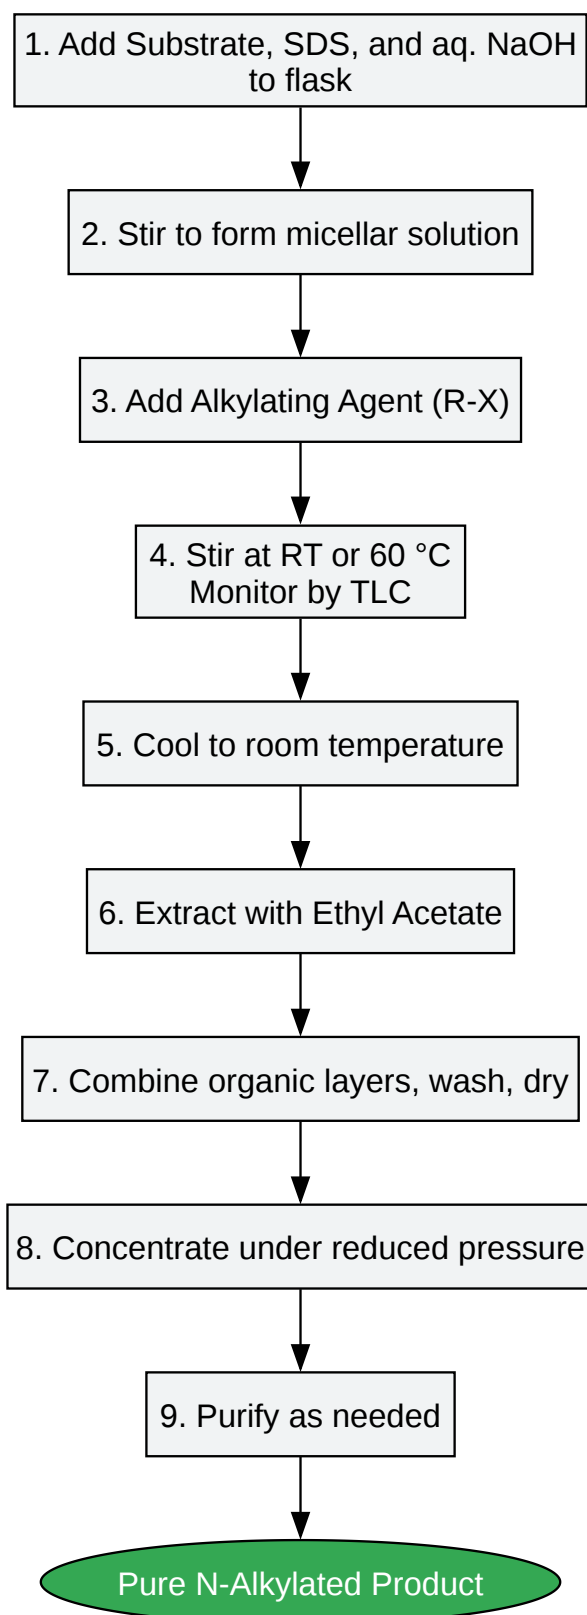 1. Add Substrate, SDS, and aq. NaOH
to flask
2. Stir to form micellar solution
3. Add Alkylating Agent (R-X)
4. Stir at RT or 60 °C
Monitor by TLC
5. Cool to room temperature
6. Extract with Ethyl Acetate
7. Combine organic layers, wash, dry
8. Concentrate under reduced pressure
9. Purify as needed
Pure N-Alkylated Product